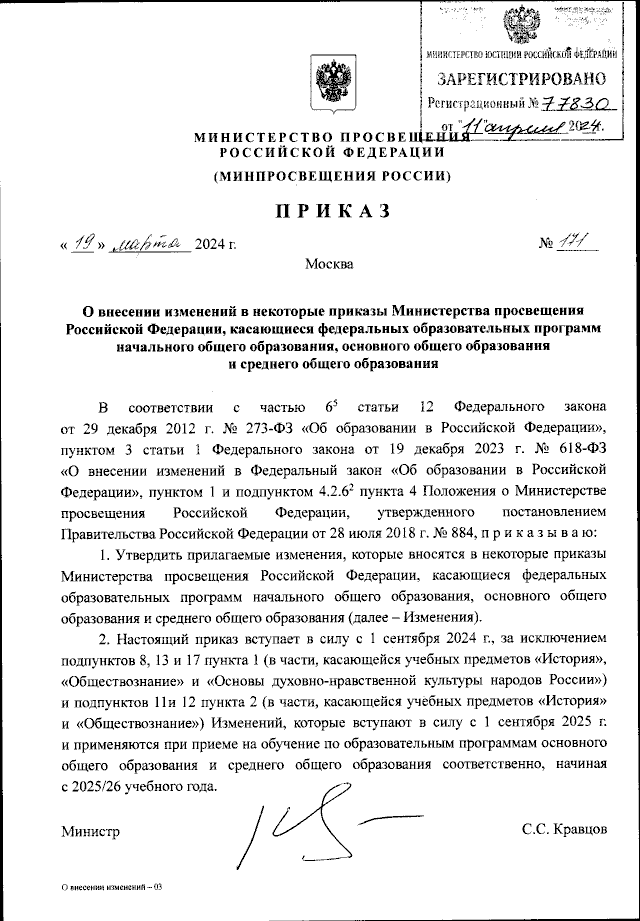 МИНИСТЕРСТВО ЮСТИЦИИ РОССИЙСКОЙ ФЕДЕРАЦИИ
ЗАРЕГИСТРИРОВАНО
Регистрационный № 77830
от "11" апреля 2024г.
МИНИСТЕРСТВО ПРОСВЕЩЕНИЯ
РОССИЙСКОЙ ФЕДЕРАЦИИ
(МИНПРОСВЕЩЕНИЯ РОССИИ)
ПРИКАЗ
« 19 » марта 2024 г.
№ 171
Москва
О внесении изменений в некоторые приказы Министерства просвещения
Российской Федерации, касающиеся федеральных образовательных программ
начального общего образования, основного общего образования
и среднего общего образования
В соответствии с частью 6⁵ статьи 12 Федерального закона
от 29 декабря 2012 г. № 273-ФЗ «Об образовании в Российской Федерации»,
пунктом 3 статьи 1 Федерального закона от 19 декабря 2023 г. № 618-ФЗ
«О внесении изменений в Федеральный закон «Об образовании в Российской
Федерации», пунктом 1 и подпунктом 4.2.6² пункта 4 Положения о Министерстве
просвещения Российской Федерации, утвержденного постановлением
Правительства Российской Федерации от 28 июля 2018 г. № 884, п р и к а з ы в а ю:
1. Утвердить прилагаемые изменения, которые вносятся в некоторые приказы
Министерства просвещения Российской Федерации, касающиеся федеральных
образовательных программ начального общего образования, основного общего
образования и среднего общего образования (далее – Изменения).
2. Настоящий приказ вступает в силу с 1 сентября 2024 г., за исключением
подпунктов 8, 13 и 17 пункта 1 (в части, касающейся учебных предметов «История»,
«Обществознание» и «Основы духовно-нравственной культуры народов России»)
и подпунктов 11и 12 пункта 2 (в части, касающейся учебных предметов «История»
и «Обществознание») Изменений, которые вступают в силу с 1 сентября 2025 г.
и применяются при приеме на обучение по образовательным программам основного
общего образования и среднего общего образования соответственно, начиная
с 2025/26 учебного года.
Министр
С.С. Кравцов
О внесении изменений – 03